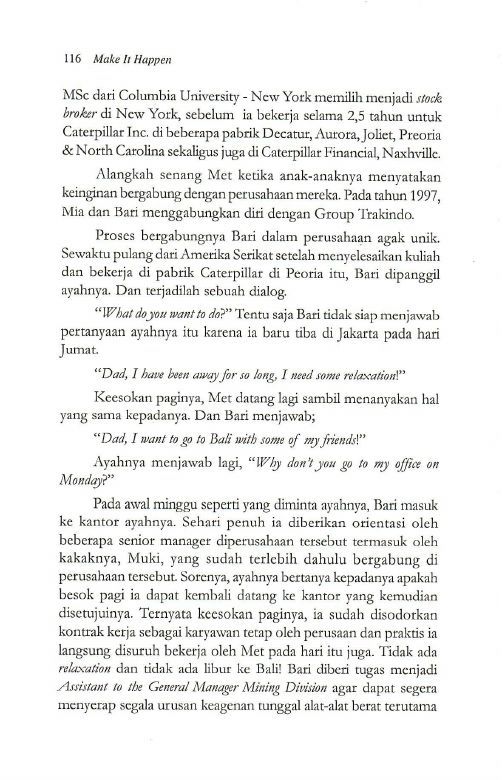 116 Make It Happen
MSc dari Columbia University - New York memilih menjadi stock
broker di New York, sebelum ia bekerja selama 2,5 tahun untuk
Caterpillar Inc. di beberapa pabrik Decatur, Aurora, Joliet, Preoria
& North Carolina sekaligus juga di Caterpillar Financial, Naxhville.
Alangkah senang Met ketika anak-anaknya menyatakan
keinginan bergabung dengan perusahaan mereka. Pada tahun 1997,
Mia dan Bari menggabungkan diri dengan Group Trakindo.
Proses bergabungnya Bari dalam perusahaan agak unik.
Sewaktu pulang dari Amerika Serikat setelah menyelesaikan kuliah
dan bekerja di pabrik Caterpillar di Peoria itu, Bari dipanggil
ayahnya. Dan terjadilah sebuah dialog.
“What do you want to do?” Tentu saja Bari tidak siap menjawab
pertanyaan ayahnya itu karena ia baru tiba di Jakarta pada hari
Jumat.
“Dad, I have been away for so long, I need some relaxation!”
Keesokan paginya, Met datang lagi sambil menanyakan hal
yang sama kepadanya. Dan Bari menjawab;
“Dad, I want to go to Bali with some of my friends!”
Ayahnya menjawab lagi, “Why don’t you go to my office on
Monday?”
Pada awal minggu seperti yang diminta ayahnya, Bari masuk
ke kantor ayahnya. Sehari penuh ia diberikan orientasi oleh
beberapa senior manager diperusahaan tersebut termasuk oleh
kakaknya, Muki, yang sudah terlebih dahulu bergabung di
perusahaan tersebut. Sorenya, ayahnya bertanya kepadanya apakah
besok pagi ia dapat kembali datang ke kantor yang kemudian
disetujuinya. Ternyata keesokan paginya, ia sudah disodorkan
kontrak kerja sebagai karyawan tetap oleh perusaan dan praktis ia
langsung disuruh bekerja oleh Met pada hari itu juga. Tidak ada
relaxation dan tidak ada libur ke Bali! Bari diberi tugas menjadi
Assistant to the General Manager Mining Division agar dapat segera
menyerap segala urusan keagenan tunggal alat-alat berat terutama